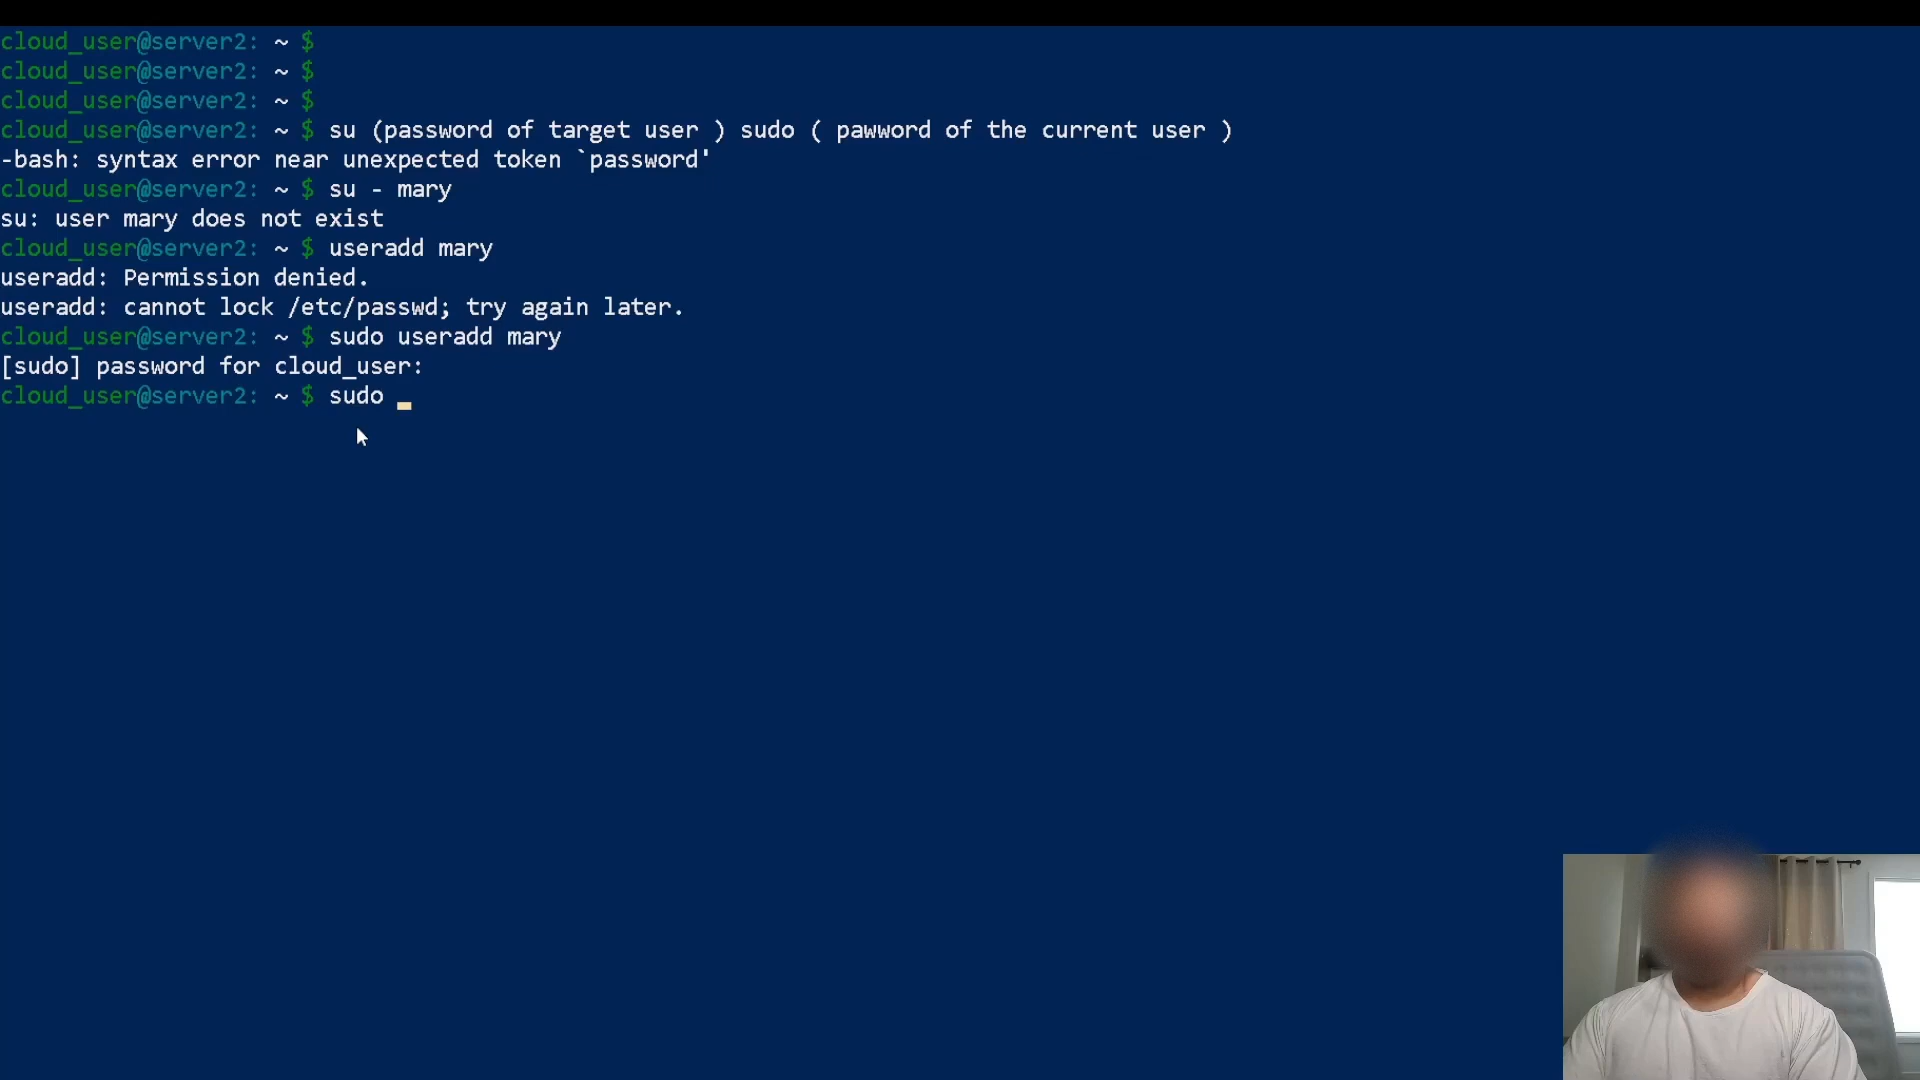 cloud_user@server2: ~ $
cloud_user@server2: ~ $
cloud_user@server2: ~ $
cloud_user@server2: ~ $ su (password of target user ) sudo ( pawword of the current user )
-bash: syntax error near unexpected token `password'
cloud_user@server2: ~ $ su - mary
su: user mary does not exist
cloud_user@server2: ~ $ useradd mary
useradd: Permission denied.
useradd: cannot lock /etc/passwd; try again later.
cloud_user@server2: ~ $ sudo useradd mary
[sudo] password for cloud_user:
cloud_user@server2: ~ $ sudo